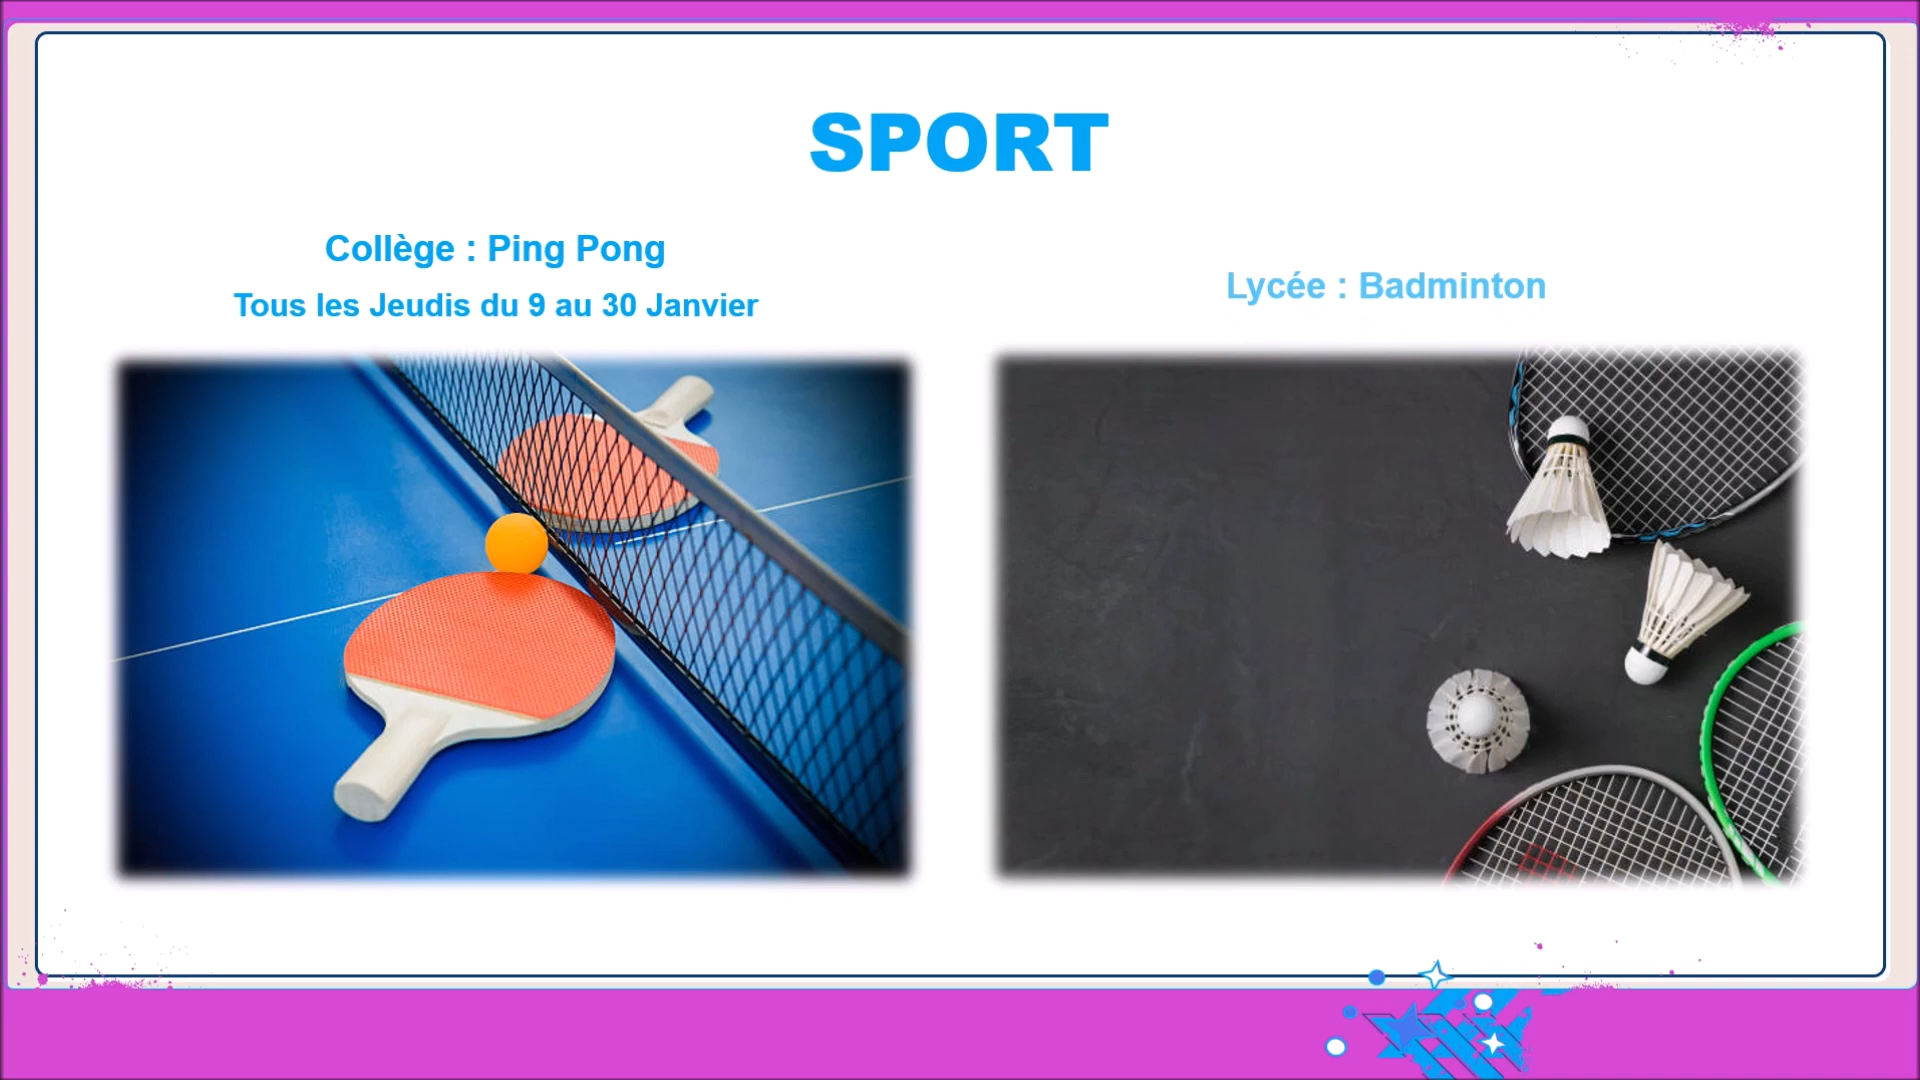 SPORT
Collège : Ping Pong
Tous les Jeudis du 9 au 30 Janvier
Lycée : Badminton